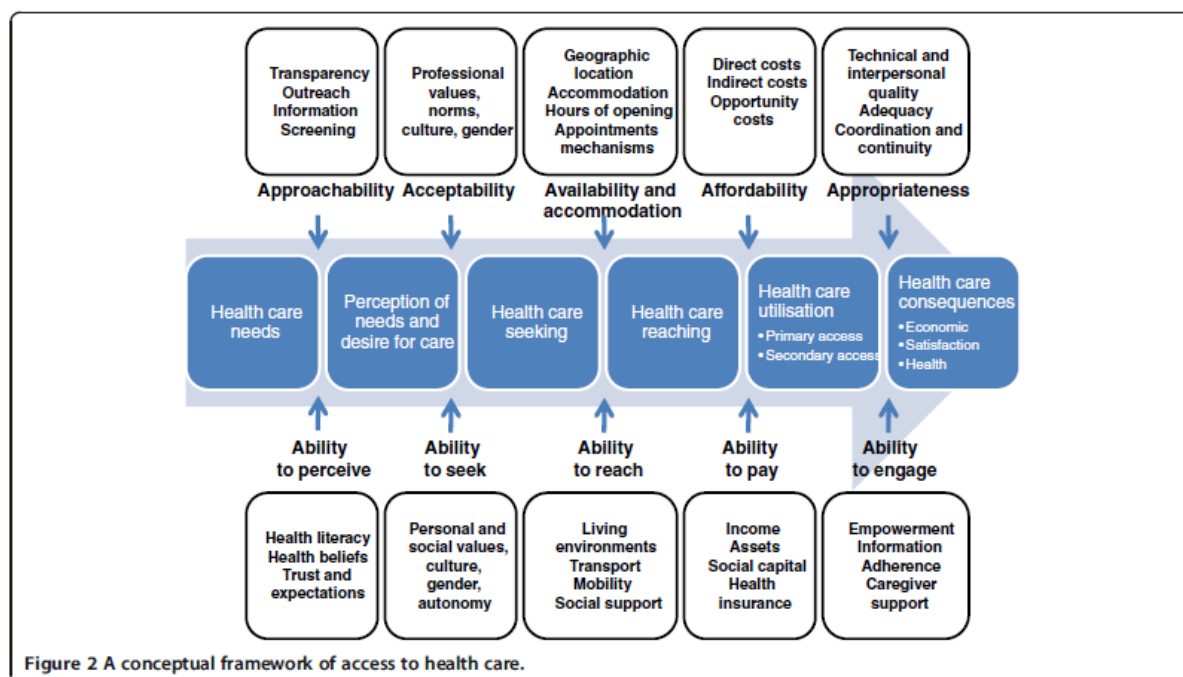 Transparency
Outreach
Information
Screening
Professional
values,
norms,
culture, gender
Geographic
location
Accommodation
Hours of opening
Appointments
mechanisms
Direct costs
Indirect costs
Opportunity
costs
Technical and
interpersonal
quality
Adequacy
Coordination and
continuity
Approachability
Acceptability
Availability and
accommodation
Affordability
Appropriateness
Health care
needs
Perception of
needs and
desire for care
Health care
seeking
Health care
reaching
Health care
utilisation
• Primary access
• Secondary access
Health care
consequences
• Economic
• Satisfaction
• Health
Ability
to perceive
Ability
to seek
Ability
to reach
Ability
to pay
Ability
to engage
Health literacy
Health beliefs
Trust and
expectations
Personal and
social values,
culture,
gender,
autonomy
Living
environments
Transport
Mobility
Social support
Income
Assets
Social capital
Health
insurance
Empowerment
Information
Adherence
Caregiver
support
Figure 2 A conceptual framework of access to health care.